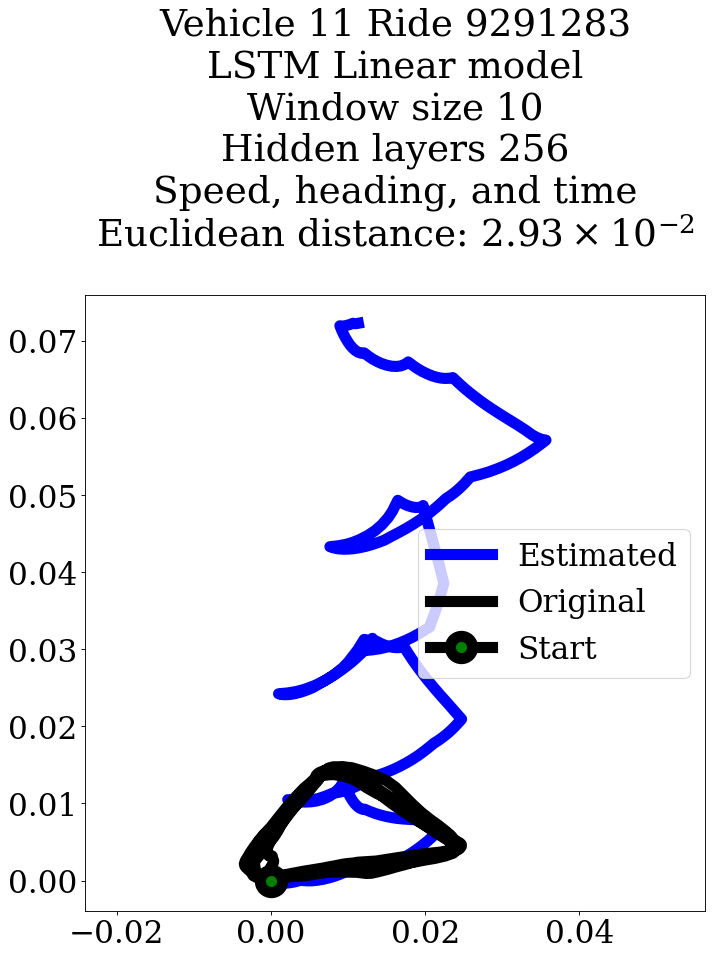 Vehicle 11 Ride 9291283
LSTM Linear model
Window size 10
Hidden layers 256
Speed, heading, and time
Euclidean distance: 2.93 × 10⁻²
0.07
0.06
0.05
0.04
0.03
0.02
0.01
0.00
Estimated
Original
Start
−0.02 0.00 0.02 0.04